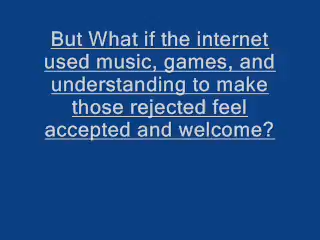 But What if the internet
used music, games, and
understanding to make
those rejected feel
accepted and welcome?